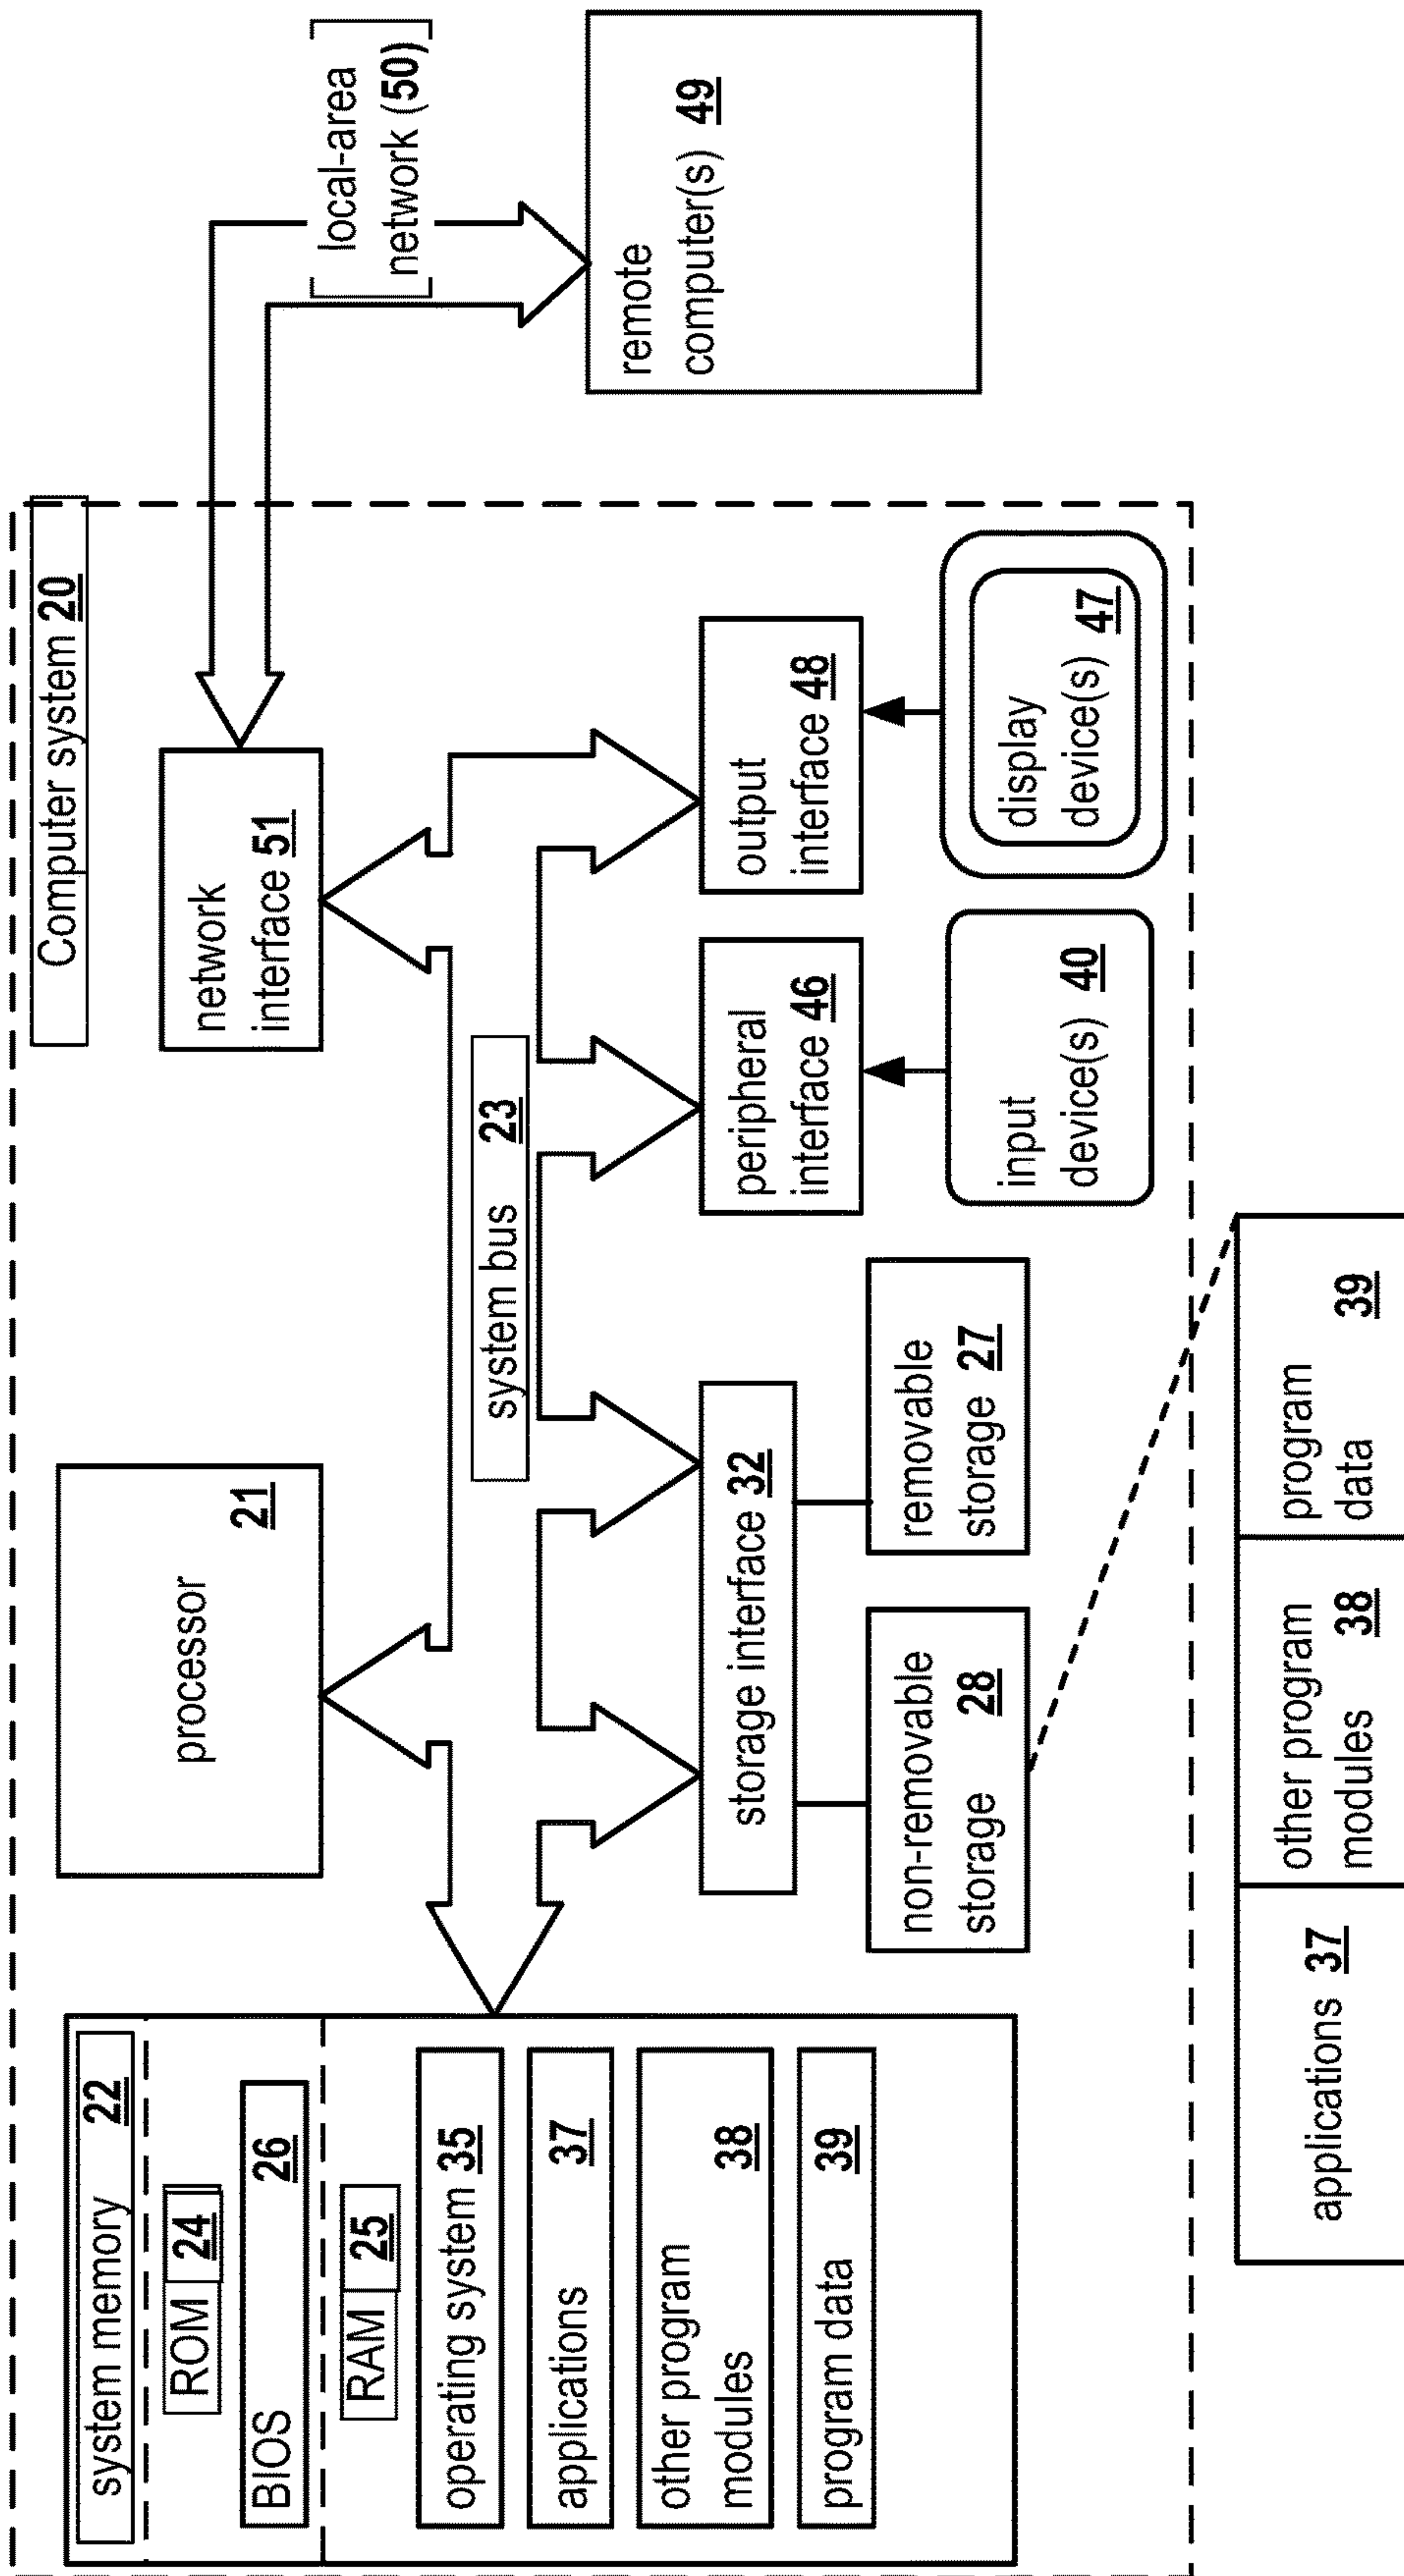 Computer system 20
system memory 22
ROM 24
BIOS 26
RAM 25
operating system 35
applications 37
other program
modules 38
program data 39
processor
21
network
interface 51
local-area
network (50)
system bus 23
storage interface 32
peripheral
interface 46
output
interface 48
remote
computer(s) 49
non-removable
storage 28
removable
storage 27
input
device(s) 40
display
device(s) 47
applications 37
other program
modules 38
program
data 39